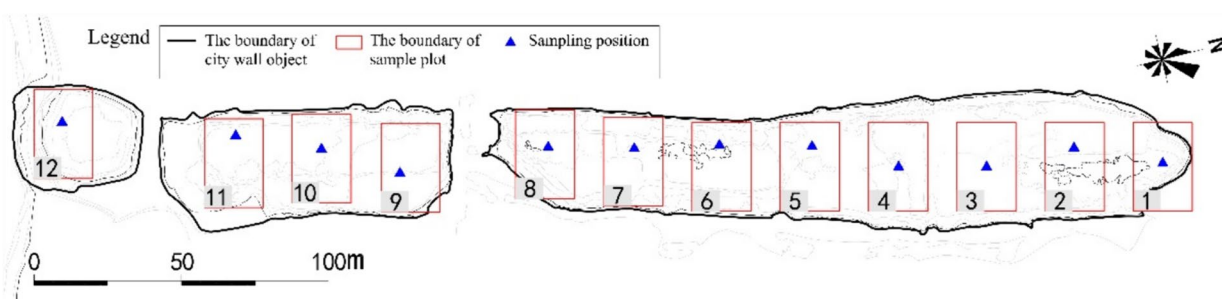 Legend
The boundary of
city wall object
The boundary of
sample plot
Sampling position
N
12
11
10
9
8
7
6
5
4
3
2
1
0 50 100m